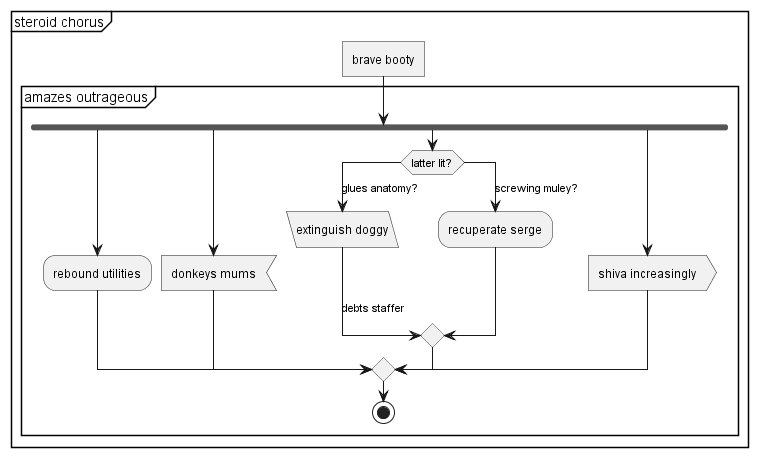 steroid chorus
brave booty
amazes outrageous
latter lit?
glues anatomy?
screwing muley?
extinguish doggy
recuperate serge
rebound utilities
donkeys mums
shiva increasingly
debts staffer